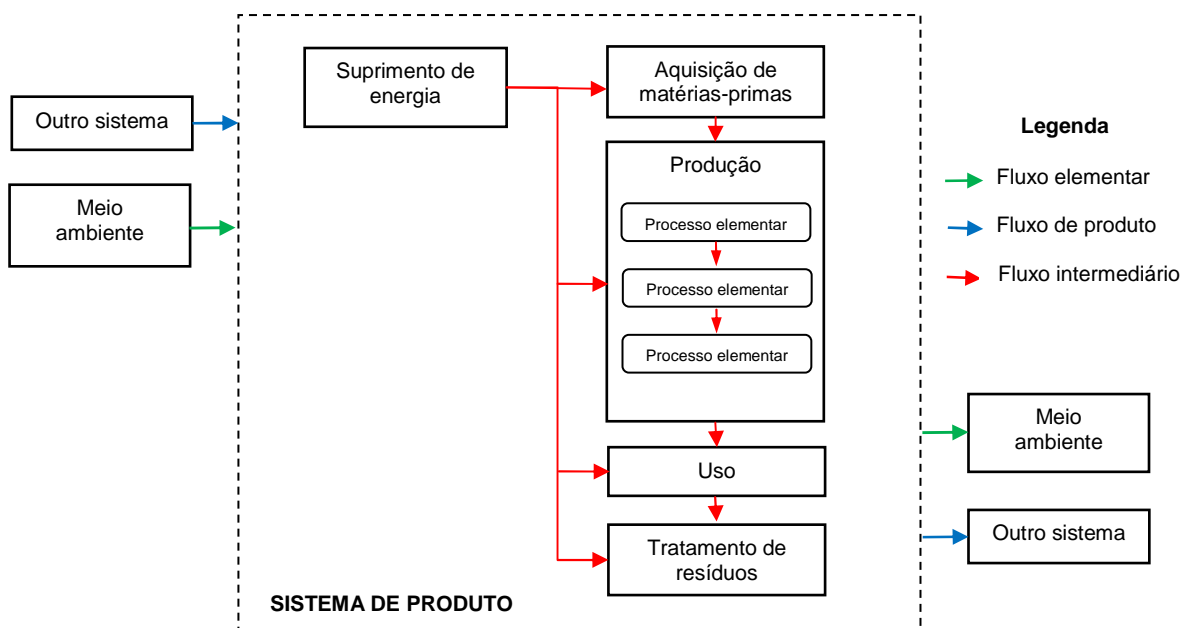 Suprimento de
energia
Aquisição de
matérias-primas
Outro sistema
Meio
ambiente
Produção
Processo elementar
Processo elementar
Processo elementar
Uso
Tratamento de
resíduos
SISTEMA DE PRODUTO
Legenda
Fluxo elementar
Fluxo de produto
Fluxo intermediário
Meio
ambiente
Outro sistema